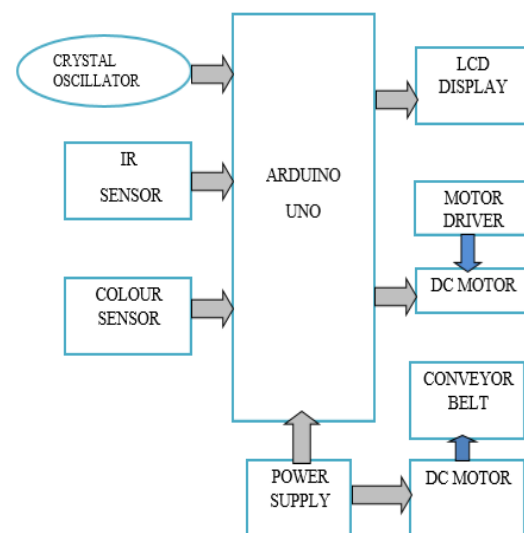 CRYSTAL
OSCILLATOR
IR
SENSOR
COLOUR
SENSOR
ARDUINO
UNO
LCD
DISPLAY
MOTOR
DRIVER
DC MOTOR
CONVEYOR
BELT
POWER
SUPPLY
DC MOTOR